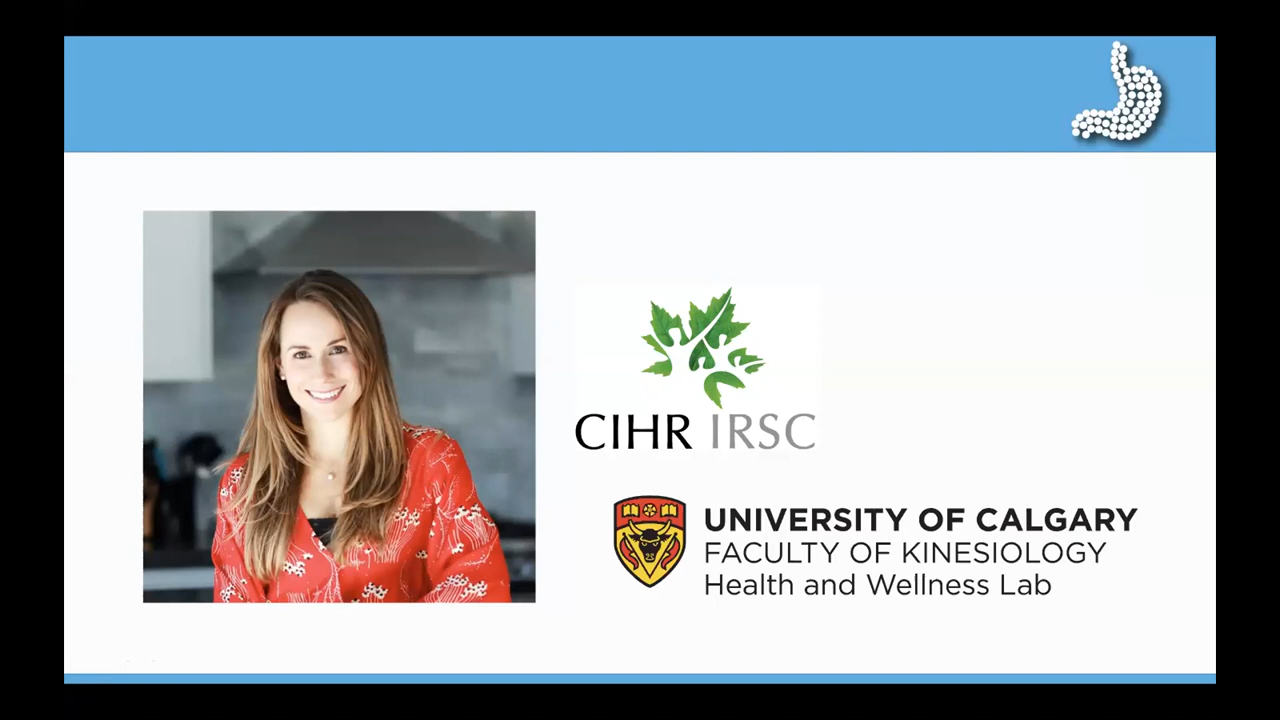 CIHR IRSC
UNIVERSITY OF CALGARY
FACULTY OF KINESIOLOGY
Health and Wellness Lab